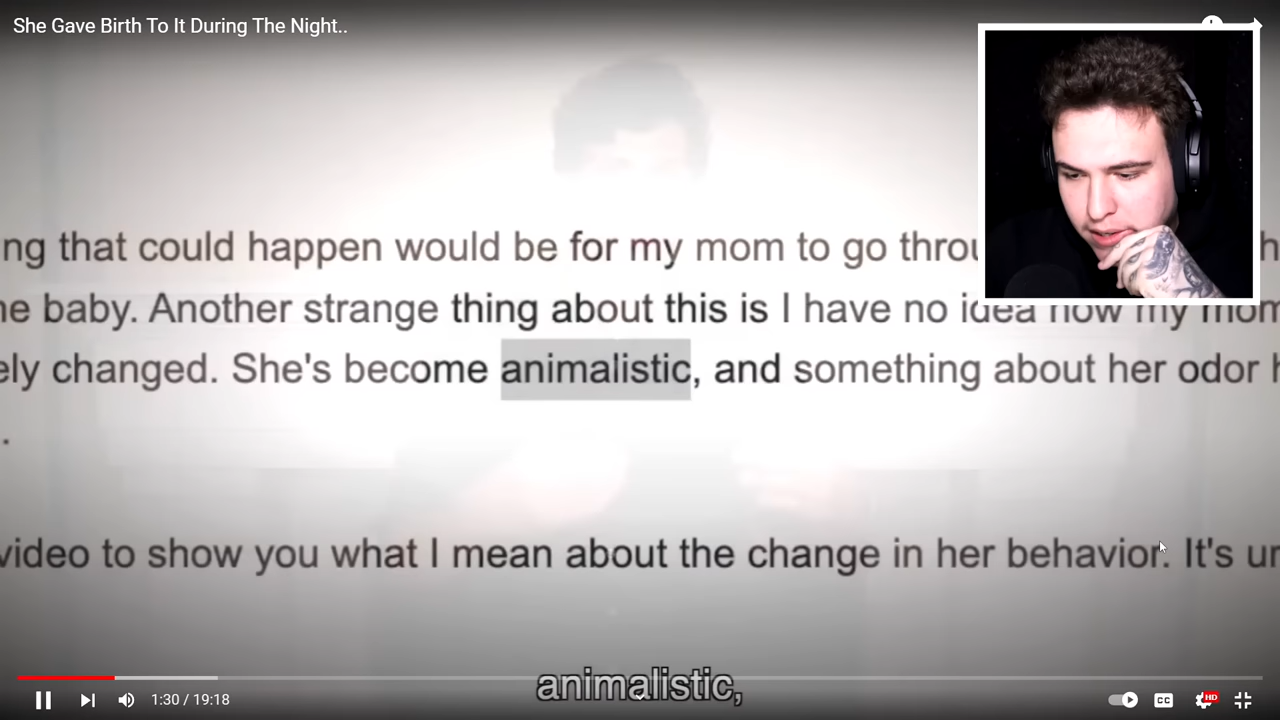 She Gave Birth To It During The Night..
ng that could happen would be for my mom to go
baby. Another strange thing about this is I have no idea how my mom
changed. She's become animalistic, and something about her odor
.
video to show you what I mean about the change in her behavior. It's
animalistic,
1:30 / 19:18
CC
HD